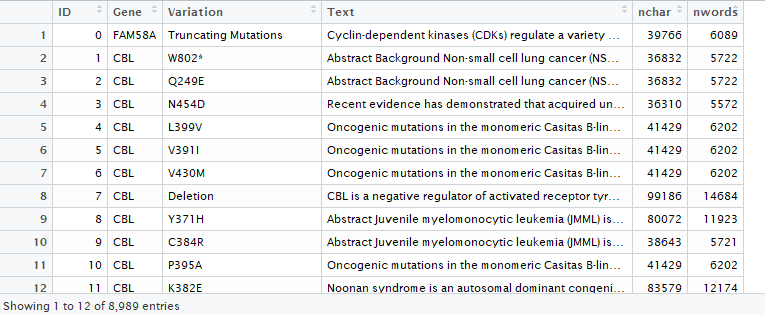 ID Gene Variation Text nchar nwords
1 0 FAM58A Truncating Mutations Cyclin-dependent kinases (CDKs) regulate a variety ... 39766 6089
2 1 CBL W802* Abstract Background Non-small cell lung cancer (NS... 36832 5722
3 2 CBL Q249E Abstract Background Non-small cell lung cancer (NS... 36832 5722
4 3 CBL N454D Recent evidence has demonstrated that acquired un... 36310 5572
5 4 CBL L399V Oncogenic mutations in the monomeric Casitas B-lin... 41429 6202
6 5 CBL V391I Oncogenic mutations in the monomeric Casitas B-lin... 41429 6202
7 6 CBL V430M Oncogenic mutations in the monomeric Casitas B-lin... 41429 6202
8 7 CBL Deletion CBL is a negative regulator of activated receptor tyr... 99186 14684
9 8 CBL Y371H Abstract Juvenile myelomonocytic leukemia (JMML) is... 80072 11923
10 9 CBL C384R Abstract Juvenile myelomonocytic leukemia (JMML) is... 38643 5721
11 10 CBL P395A Oncogenic mutations in the monomeric Casitas B-lin... 41429 6202
12 11 CBL K382E Noonan syndrome is an autosomal dominant congeni... 83579 12174
Showing 1 to 12 of 8,989 entries